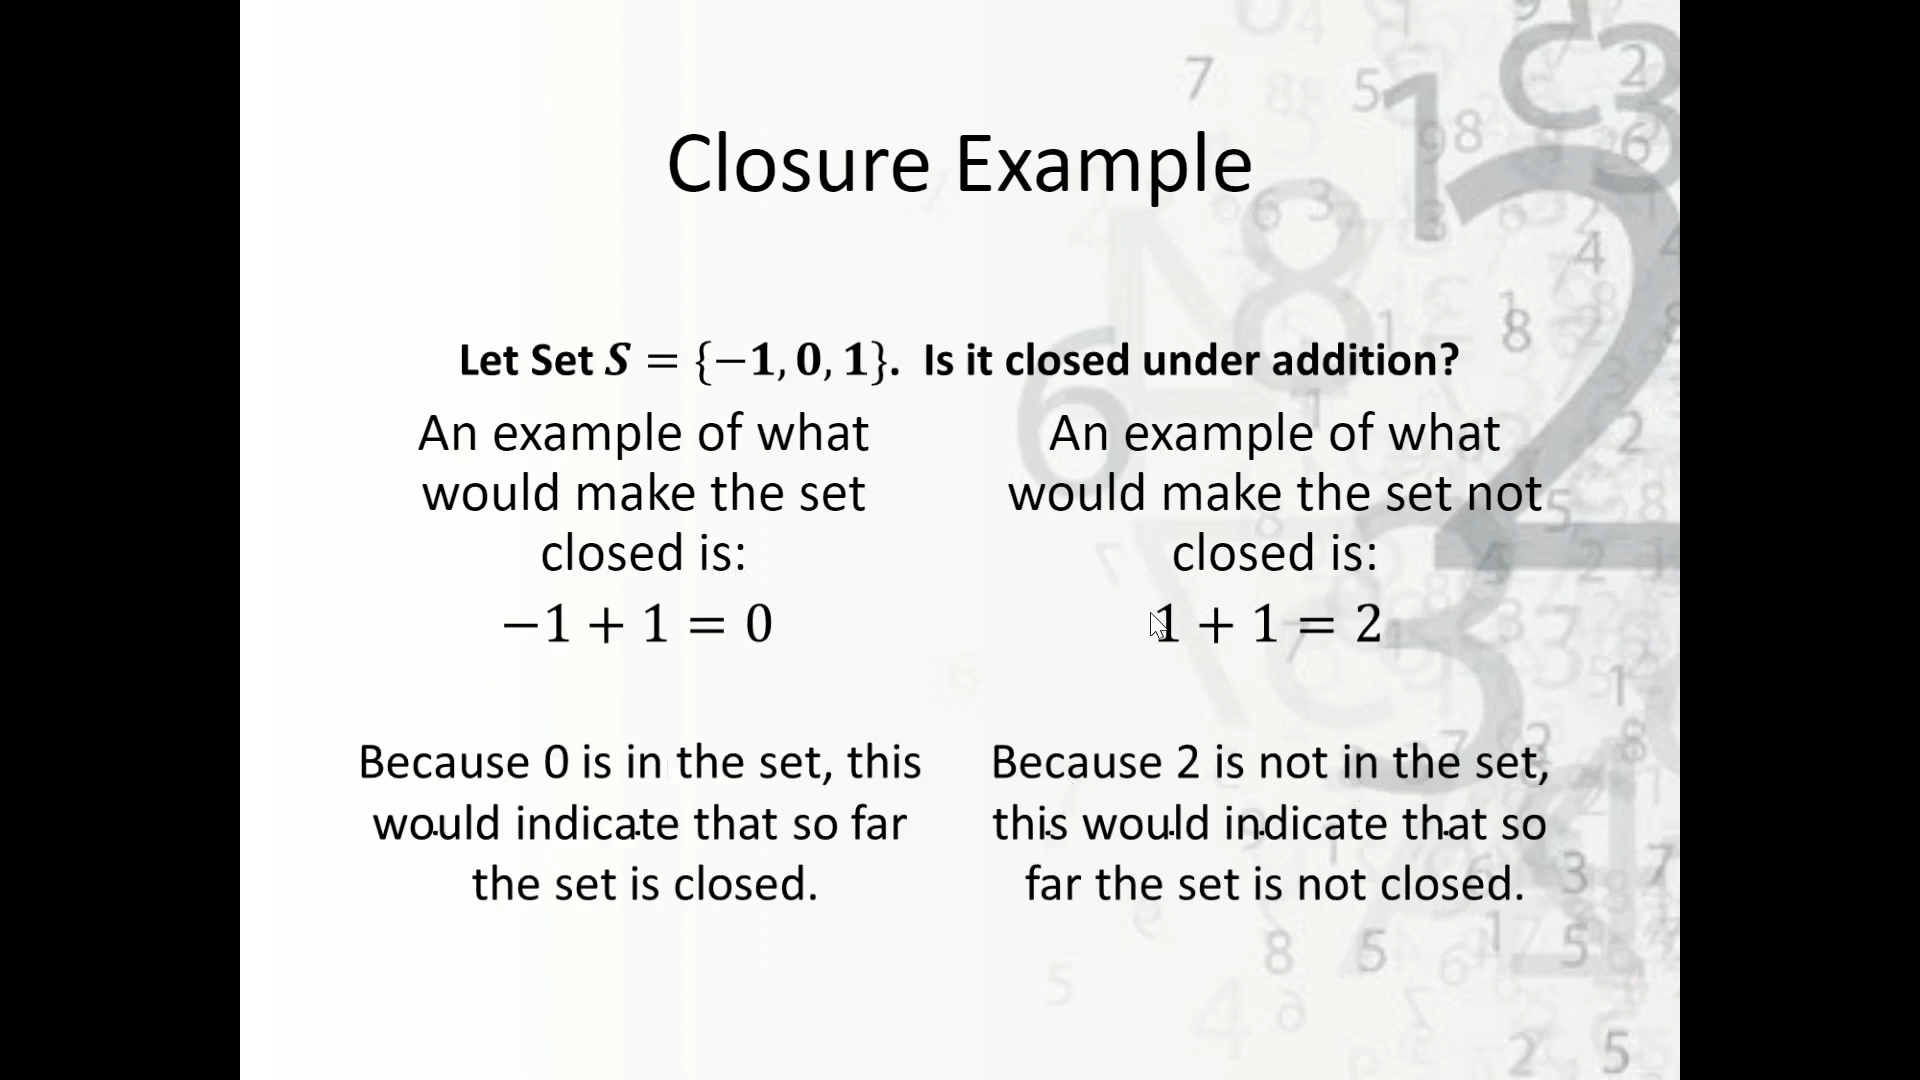 Closure Example
Let Set 𝑺 = {−𝟏, 𝟎, 𝟏}. Is it closed under addition?
An example of what
would make the set
closed is:
−1 + 1 = 0
Because 0 is in the set, this
would indicate that so far
the set is closed.
An example of what
would make the set not
closed is:
1 + 1 = 2
Because 2 is not in the set,
this would indicate that so
far the set is not closed.